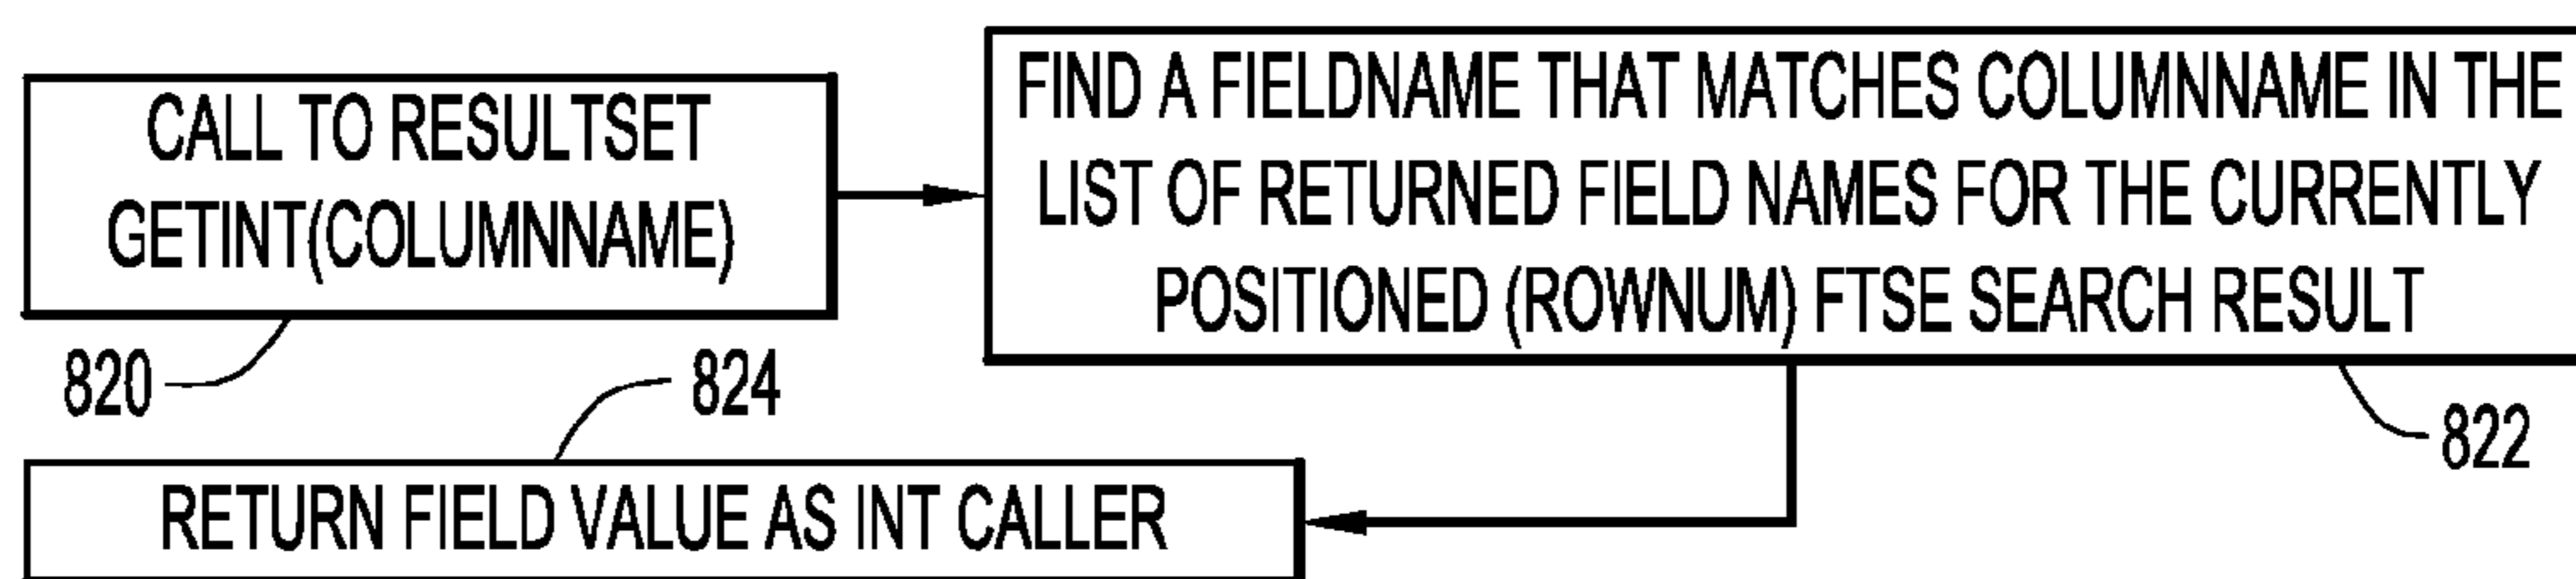 CALL TO RESULTSET
GETINT(COLUMNNAME)
820
FIND A FIELDNAME THAT MATCHES COLUMNNAME IN THE
LIST OF RETURNED FIELD NAMES FOR THE CURRENTLY
POSITIONED (ROWNUM) FTSE SEARCH RESULT
822
824
RETURN FIELD VALUE AS INT CALLER